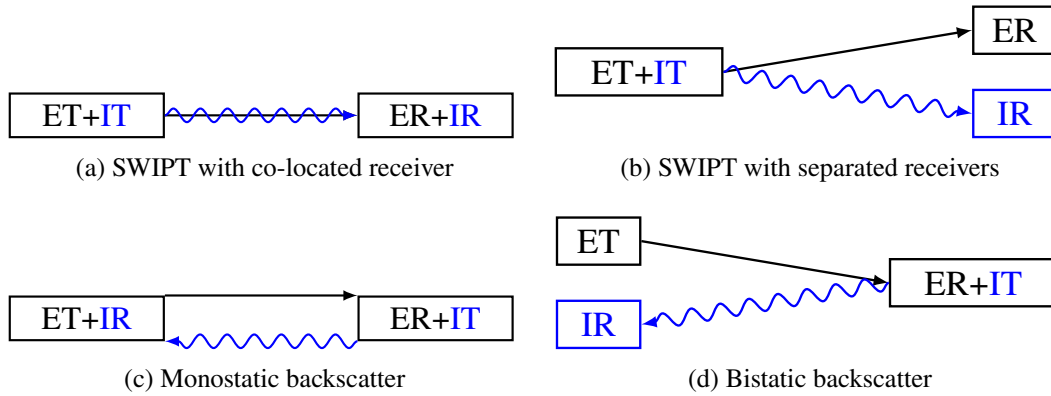 ET+IT
ER+IR
(a) SWIPT with co-located receiver
ET+IT
ER
IR
(b) SWIPT with separated receivers
ET+IR
ER+IT
(c) Monostatic backscatter
ET
IR
ER+IT
(d) Bistatic backscatter